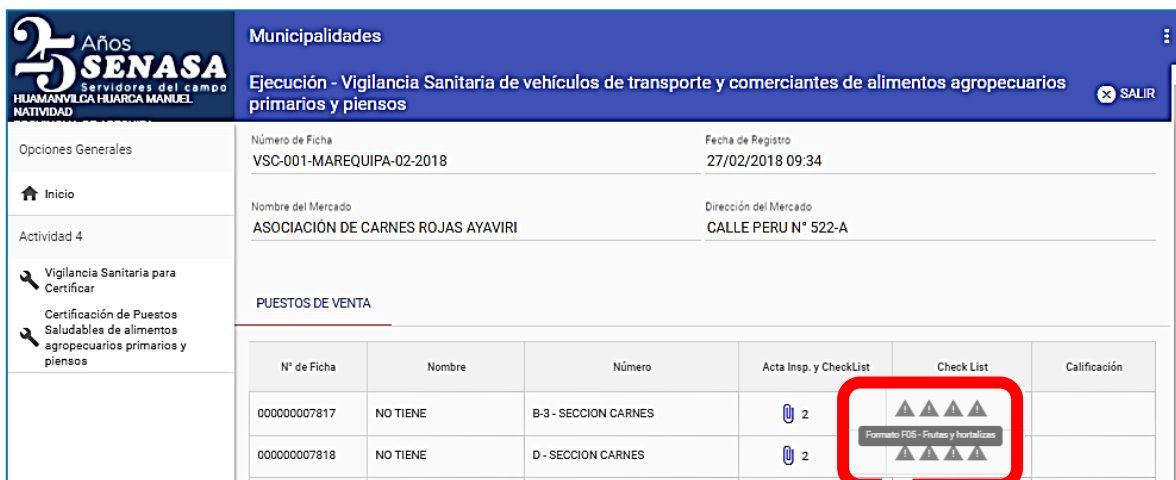 25 Años
SENASA
Servidores del campo
HUAMANVILCA HUARCA MANUEL
NATIVIDAD
Municipalidades
Ejecución - Vigilancia Sanitaria de vehículos de transporte y comerciantes de alimentos agropecuarios
primarios y piensos
SALIR
Opciones Generales
Inicio
Actividad 4
Vigilancia Sanitaria para
Certificar
Certificación de Puestos
Saludables de alimentos
agropecuarios primarios y
piensos
Número de Ficha
VSC-001-MAREQUIPA-02-2018
Fecha de Registro
27/02/2018 09:34
Nombre del Mercado
ASOCIACIÓN DE CARNES ROJAS AYAVIRI
Dirección del Mercado
CALLE PERU N° 522-A
PUESTOS DE VENTA
N° de Ficha Nombre Número Acta Insp. y CheckList Check List Calificación
000000007817 NO TIENE B-3 - SECCION CARNES 2
Formato F05 - Frutas y hortalizas
000000007818 NO TIENE D - SECCION CARNES 2